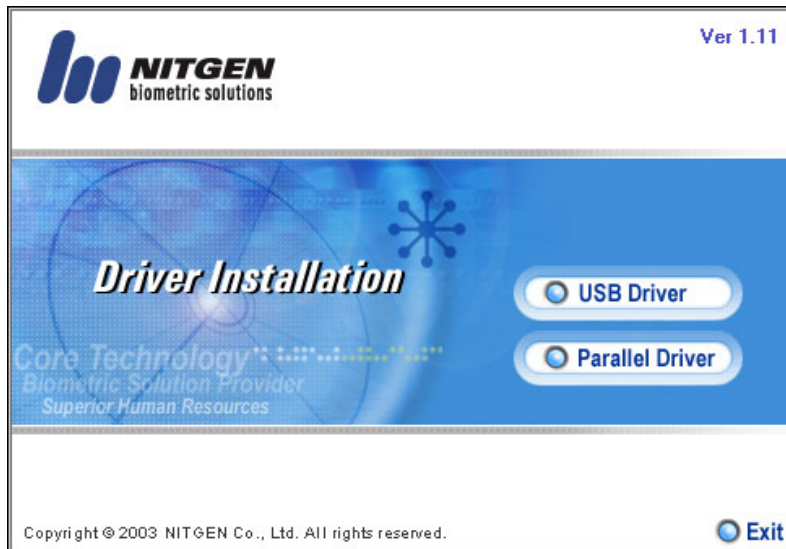 Ver 1.11
NITGEN
biometric solutions
Driver Installation
USB Driver
Parallel Driver
Core Technology
Biometric Solution Provider
Superior Human Resources
Copyright © 2003 NITGEN Co., Ltd. All rights reserved.
Exit